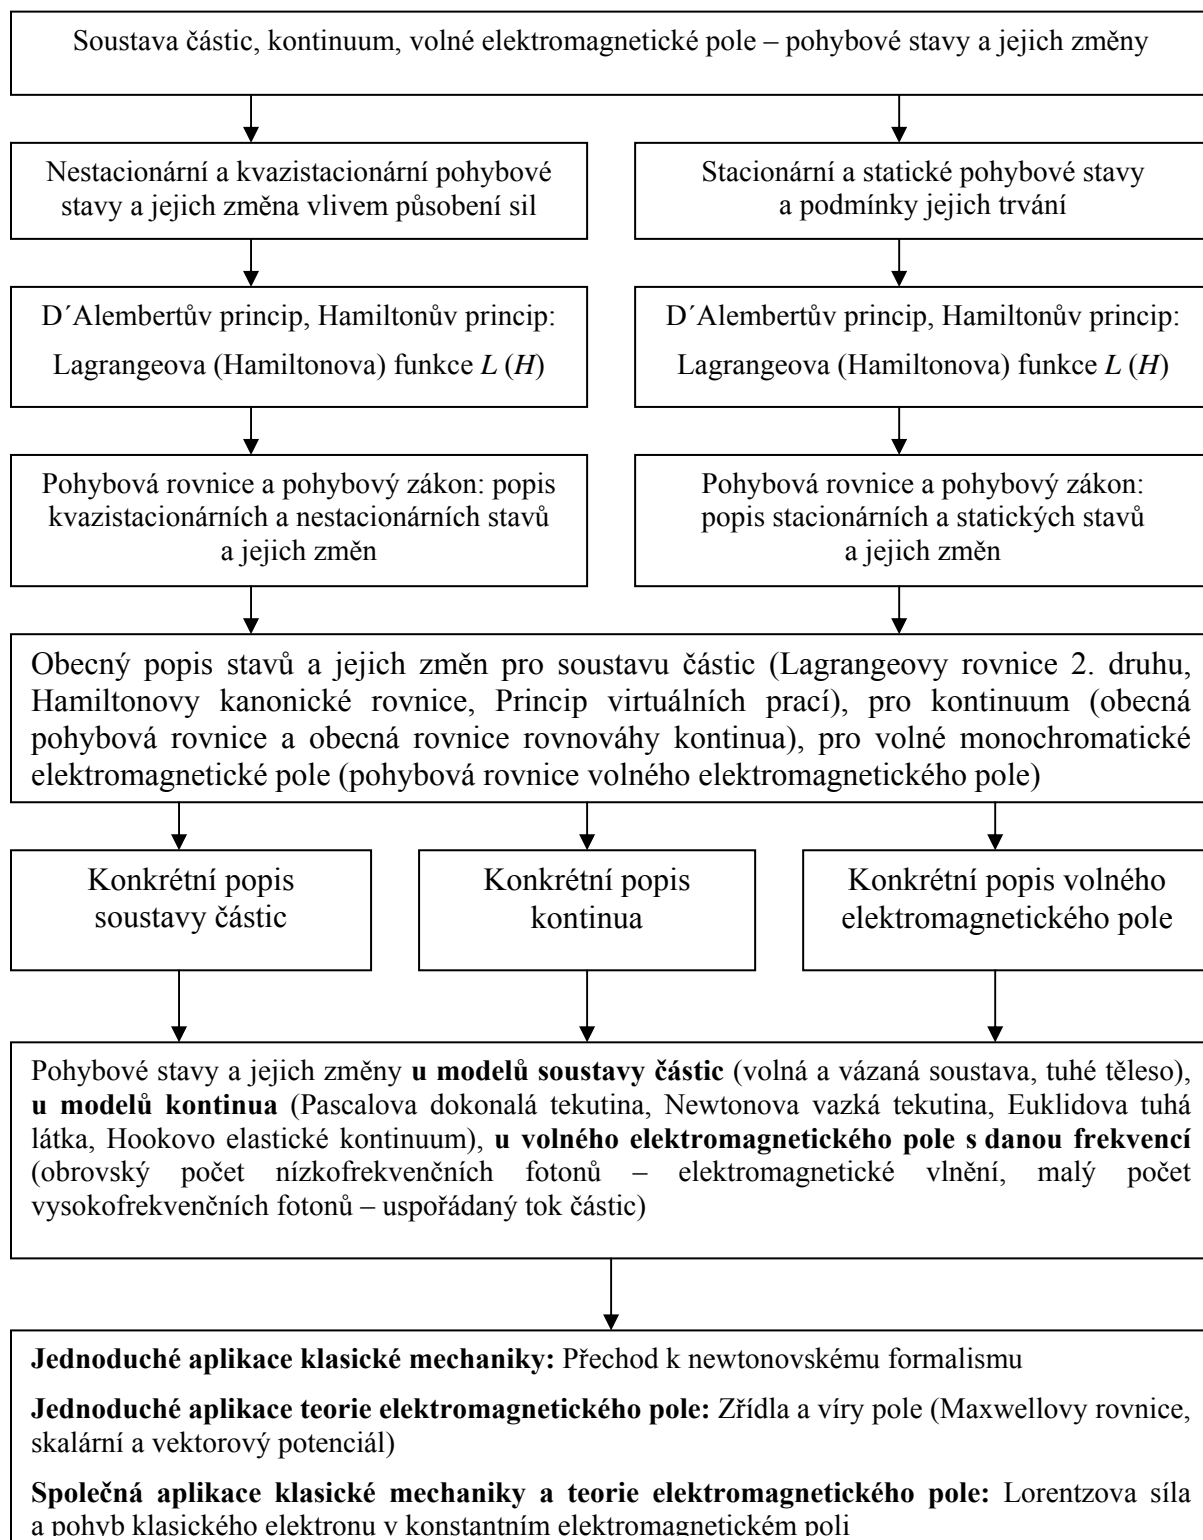 Soustava částic, kontinuum, volné elektromagnetické pole – pohybové stavy a jejich změny
Nestacionární a kvazistacionární pohybové
stavy a jejich změna vlivem působení sil
Stacionární a statické pohybové stavy
a podmínky jejich trvání
D´Alembertův princip, Hamiltonův princip:
Lagrangeova (Hamiltonova) funkce L (H)
D´Alembertův princip, Hamiltonův princip:
Lagrangeova (Hamiltonova) funkce L (H)
Pohybová rovnice a pohybový zákon: popis
kvazistacionárních a nestacionárních stavů
a jejich změn
Pohybová rovnice a pohybový zákon:
popis stacionárních a statických stavů
a jejich změn
Obecný popis stavů a jejich změn pro soustavu částic (Lagrangeovy rovnice 2. druhu,
Hamiltonovy kanonické rovnice, Princip virtuálních prací), pro kontinuum (obecná
pohybová rovnice a obecná rovnice rovnováhy kontinua), pro volné monochromatické
elektromagnetické pole (pohybová rovnice volného elektromagnetického pole)
Konkrétní popis
soustavy částic
Konkrétní popis
kontinua
Konkrétní popis volného
elektromagnetického pole
Pohybové stavy a jejich změny u modelů soustavy částic (volná a vázaná soustava, tuhé těleso),
u modelů kontinua (Pascalova dokonalá tekutina, Newtonova vazká tekutina, Euklidova tuhá
látka, Hookovo elastické kontinuum), u volného elektromagnetického pole s danou frekvencí
(obrovský počet nízkofrekvenčních fotonů – elektromagnetické vlnění, malý počet
vysokofrekvenčních fotonů – uspořádaný tok částic)
Jednoduché aplikace klasické mechaniky: Přechod k newtonovskému formalismu
Jednoduché aplikace teorie elektromagnetického pole: Zřídla a víry pole (Maxwellovy rovnice,
skalární a vektorový potenciál)
Společná aplikace klasické mechaniky a teorie elektromagnetického pole: Lorentzova síla
a pohyb klasického elektronu v konstantním elektromagnetickém poli